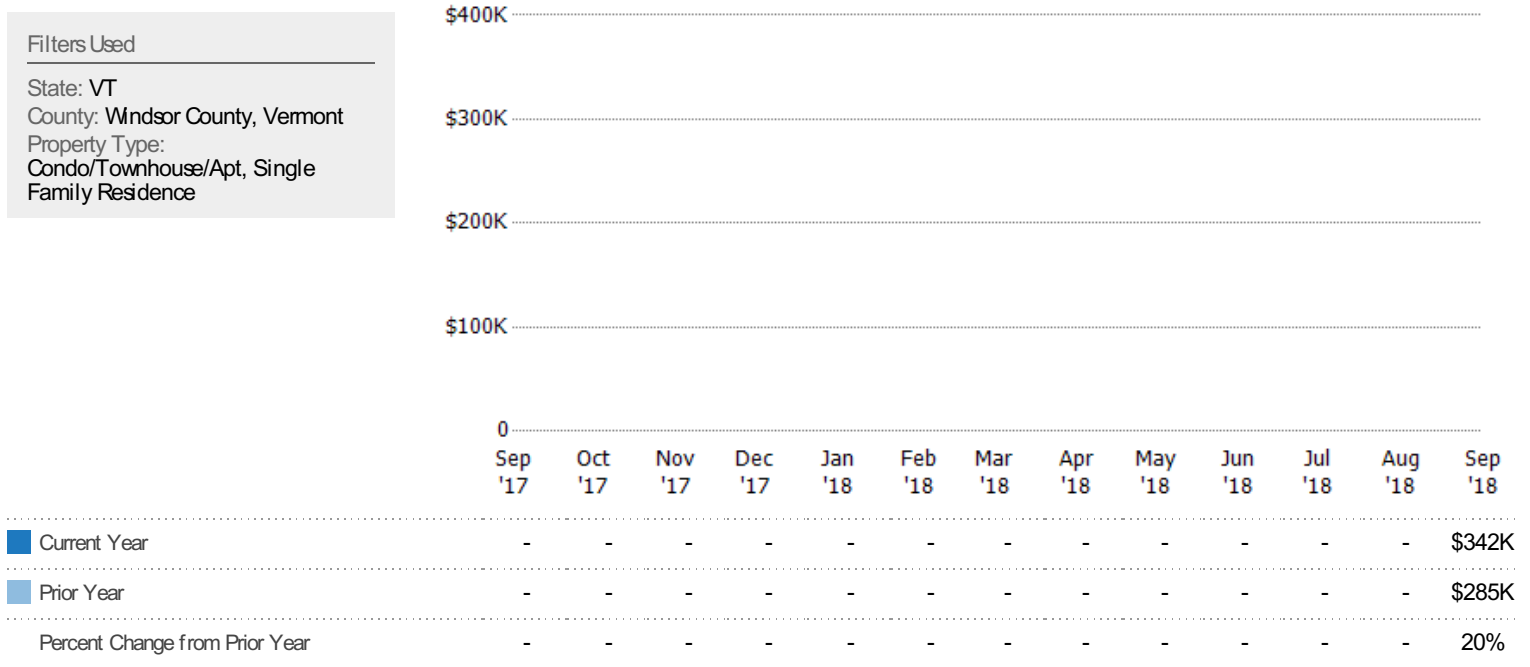 Filters Used
State: VT
County: Windsor County, Vermont
Property Type:
Condo/Townhouse/Apt, Single
Family Residence
$400K
$300K
$200K
$100K
0
Sep Oct Nov Dec Jan Feb Mar Apr May Jun Jul Aug Sep
'17 '17 '17 '17 '18 '18 '18 '18 '18 '18 '18 '18 '18
Current Year - - - - - - - - - - - - $342K
Prior Year - - - - - - - - - - - - $285K
Percent Change from Prior Year - - - - - - - - - - - - 20%